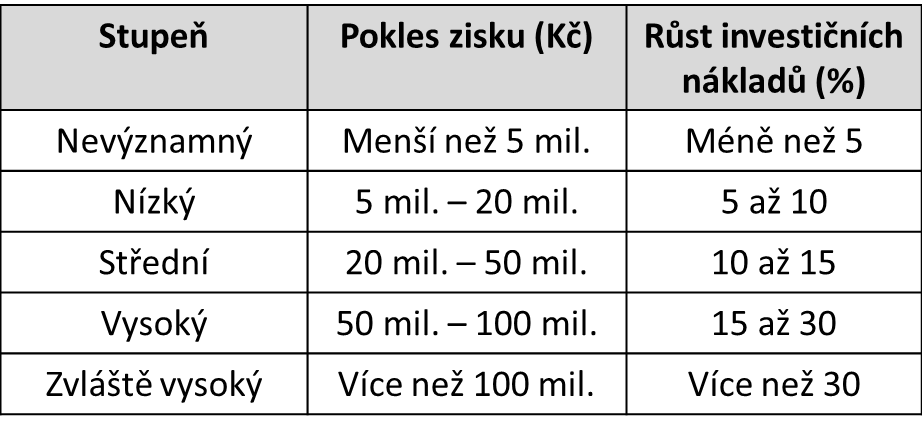 Stupeň Pokles zisku (Kč) Růst investičních
nákladů (%)
Nevýznamný Menší než 5 mil. Méně než 5
Nízký 5 mil. – 20 mil. 5 až 10
Střední 20 mil. – 50 mil. 10 až 15
Vysoký 50 mil. – 100 mil. 15 až 30
Zvláště vysoký Více než 100 mil. Více než 30